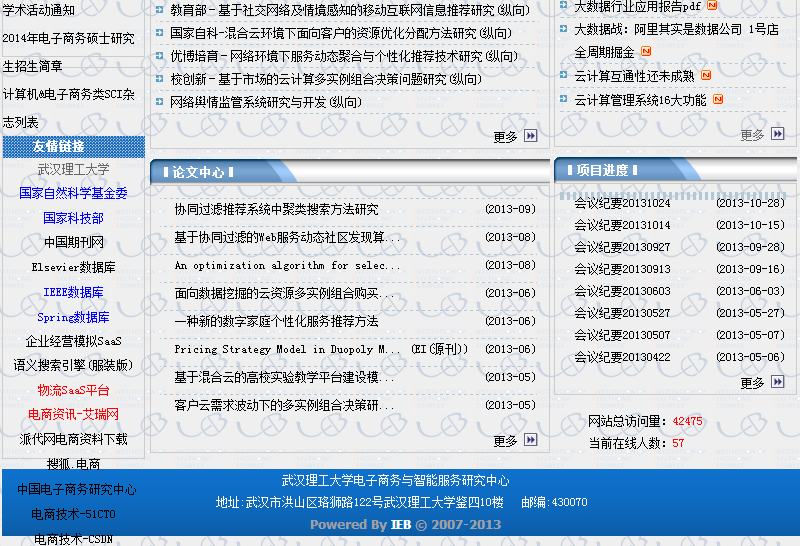 学术活动通知
2014年电子商务硕士研究
生招生简章
计算机&电子商务类SCI杂
志列表
友情链接
武汉理工大学
国家自然科学基金委
国家科技部
中国期刊网
Elsevier数据库
IEEE数据库
Spring数据库
企业经营模拟SaaS
语义搜索引擎(服装版)
物流SaaS平台
电商资讯-艾瑞网
派代网电商资料下载
搜狐.电商
中国电子商务研究中心
电商技术-51CTO
电商技术-CSDN
教育部-基于社交网络及情境感知的移动互联网信息推荐研究(纵向)
国家自科-混合云环境下面向客户的资源优化分配方法研究(纵向)
优博培育-网络环境下服务动态聚合与个性化推荐技术研究(纵向)
校创新-基于市场的云计算多实例组合决策问题研究(纵向)
网络舆情监管系统研究与开发(纵向)
更多
论文中心
协同过滤推荐系统中聚类搜索方法研究 (2013-09)
基于协同过滤的Web服务动态社区发现算... (2013-08)
An optimization algorithm for selec... (2013-08)
面向数据挖掘的云资源多实例组合购买... (2013-06)
一种新的数字家庭个性化服务推荐方法 (2013-06)
Pricing Strategy Model in Duopoly M... (EI(原刊)) (2013-06)
基于混合云的高校实验教学平台建设模... (2013-05)
客户云需求波动下的多实例组合决策研... (2013-05)
更多
大数据行业应用报告pdf N
大数据战：阿里其实是数据公司 1号店
全周期掘金 N
云计算互通性还未成熟 N
云计算管理系统16大功能 N
更多
项目进度
会议纪要20131024 (2013-10-28)
会议纪要20131014 (2013-10-15)
会议纪要20130927 (2013-09-28)
会议纪要20130913 (2013-09-16)
会议纪要20130603 (2013-06-03)
会议纪要20130527 (2013-05-27)
会议纪要20130507 (2013-05-07)
会议纪要20130422 (2013-05-06)
更多
网站总访问量：42475
当前在线人数：57
武汉理工大学电子商务与智能服务研究中心
地址:武汉市洪山区珞狮路122号武汉理工大学鉴四10楼 邮编:430070
Powered By IEB © 2007-2013